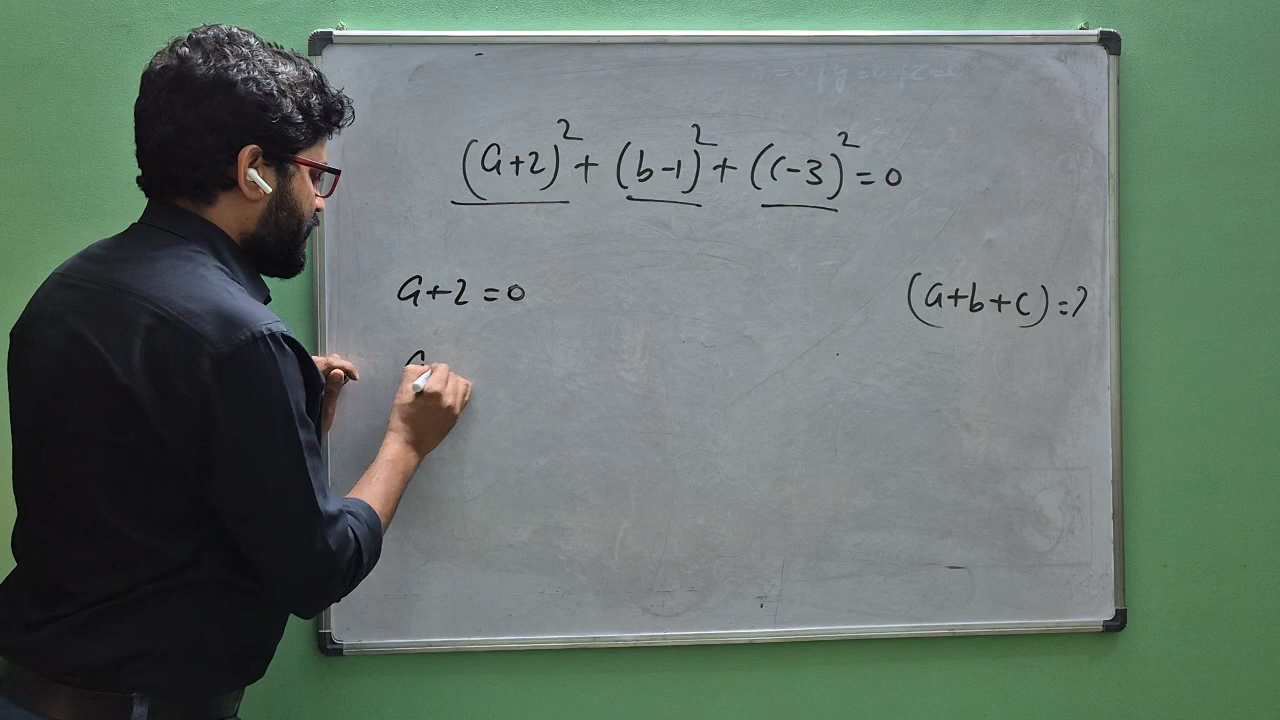 (a+2)² + (b-1)² + (c-3)² = 0
a+2 = 0
(a+b+c) = ?
a